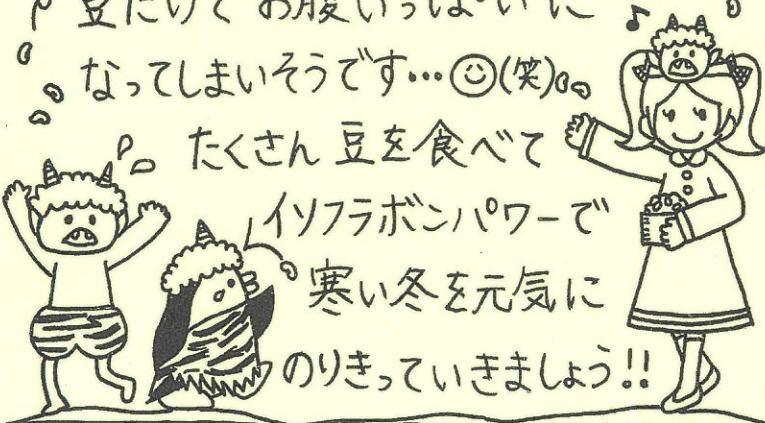 豆だけで お腹いっぱいに
なってしまいそうです…☺(笑)
たくさん 豆を食べて
イソフラボンパワーで
寒い冬を元気に
のりきっていきましょう!!